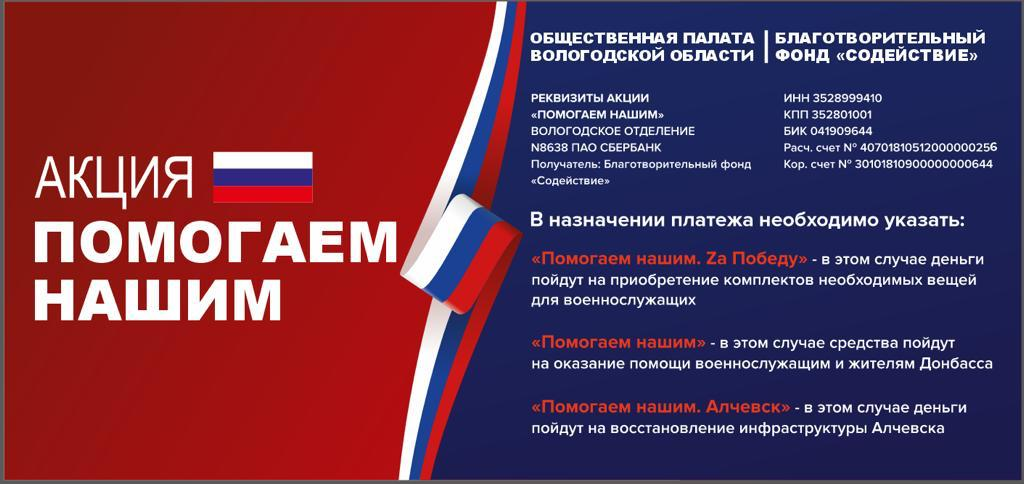 АКЦИЯ
ПОМОГАЕМ
НАШИМ
ОБЩЕСТВЕННАЯ ПАЛАТА
ВОЛОГОДСКОЙ ОБЛАСТИ
БЛАГОТВОРИТЕЛЬНЫЙ
ФОНД «СОДЕЙСТВИЕ»
РЕКВИЗИТЫ АКЦИИ
«ПОМОГАЕМ НАШИМ»
ВОЛОГОДСКОЕ ОТДЕЛЕНИЕ
N8638 ПАО СБЕРБАНК
Получатель: Благотворительный фонд
«Содействие»
ИНН 3528999410
КПП 352801001
БИК 041909644
Расч. счет № 40701810512000000256
Кор. счет № 30101810900000000644
В назначении платежа необходимо указать:
«Помогаем нашим. Zа Победу» - в этом случае деньги
пойдут на приобретение комплектов необходимых вещей
для военнослужащих
«Помогаем нашим» - в этом случае средства пойдут
на оказание помощи военнослужащим и жителям Донбасса
«Помогаем нашим. Алчевск» - в этом случае деньги
пойдут на восстановление инфраструктуры Алчевска